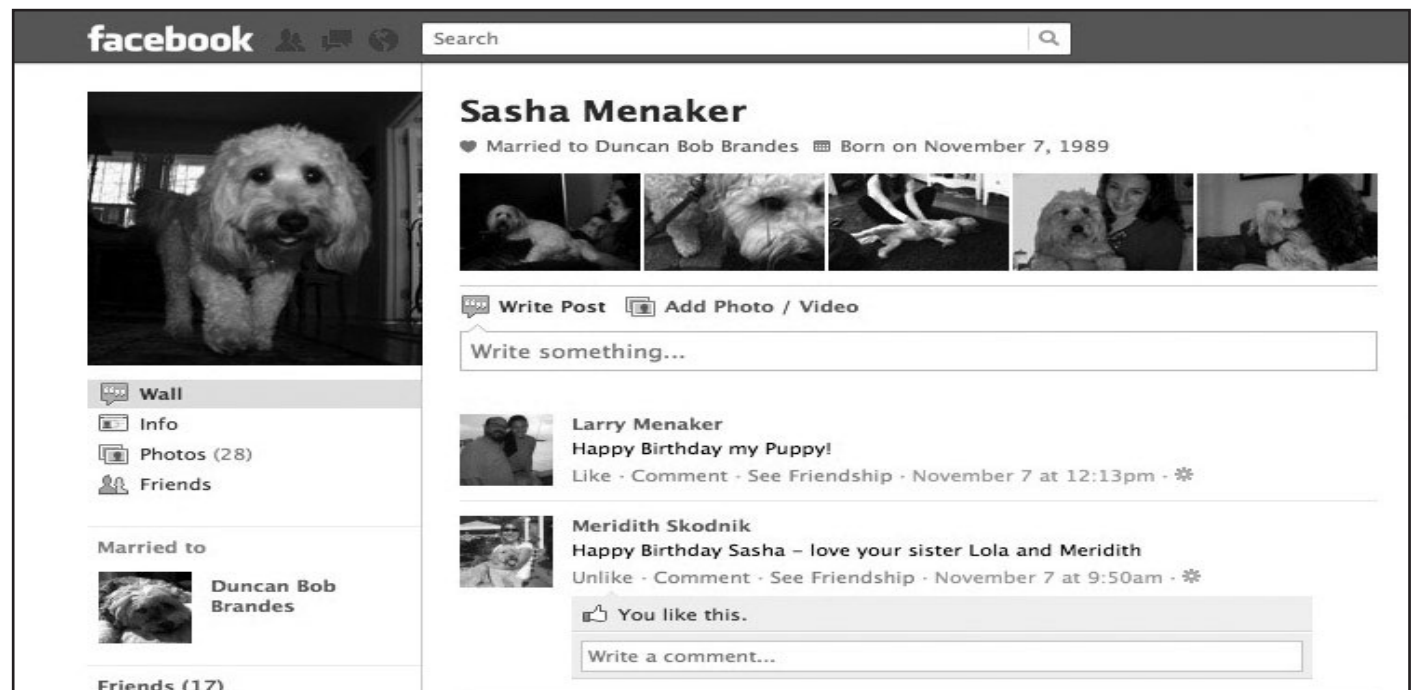 facebook
Search
Sasha Menaker
Married to Duncan Bob Brandes Born on November 7, 1989
Write Post Add Photo / Video
Write something...
Wall
Info
Photos (28)
Friends
Married to
Duncan Bob
Brandes
Friends (17)
Larry Menaker
Happy Birthday my Puppy!
Like · Comment · See Friendship · November 7 at 12:13pm ·
Meridith Skodnik
Happy Birthday Sasha – love your sister Lola and Meridith
Unlike · Comment · See Friendship · November 7 at 9:50am ·
You like this.
Write a comment...